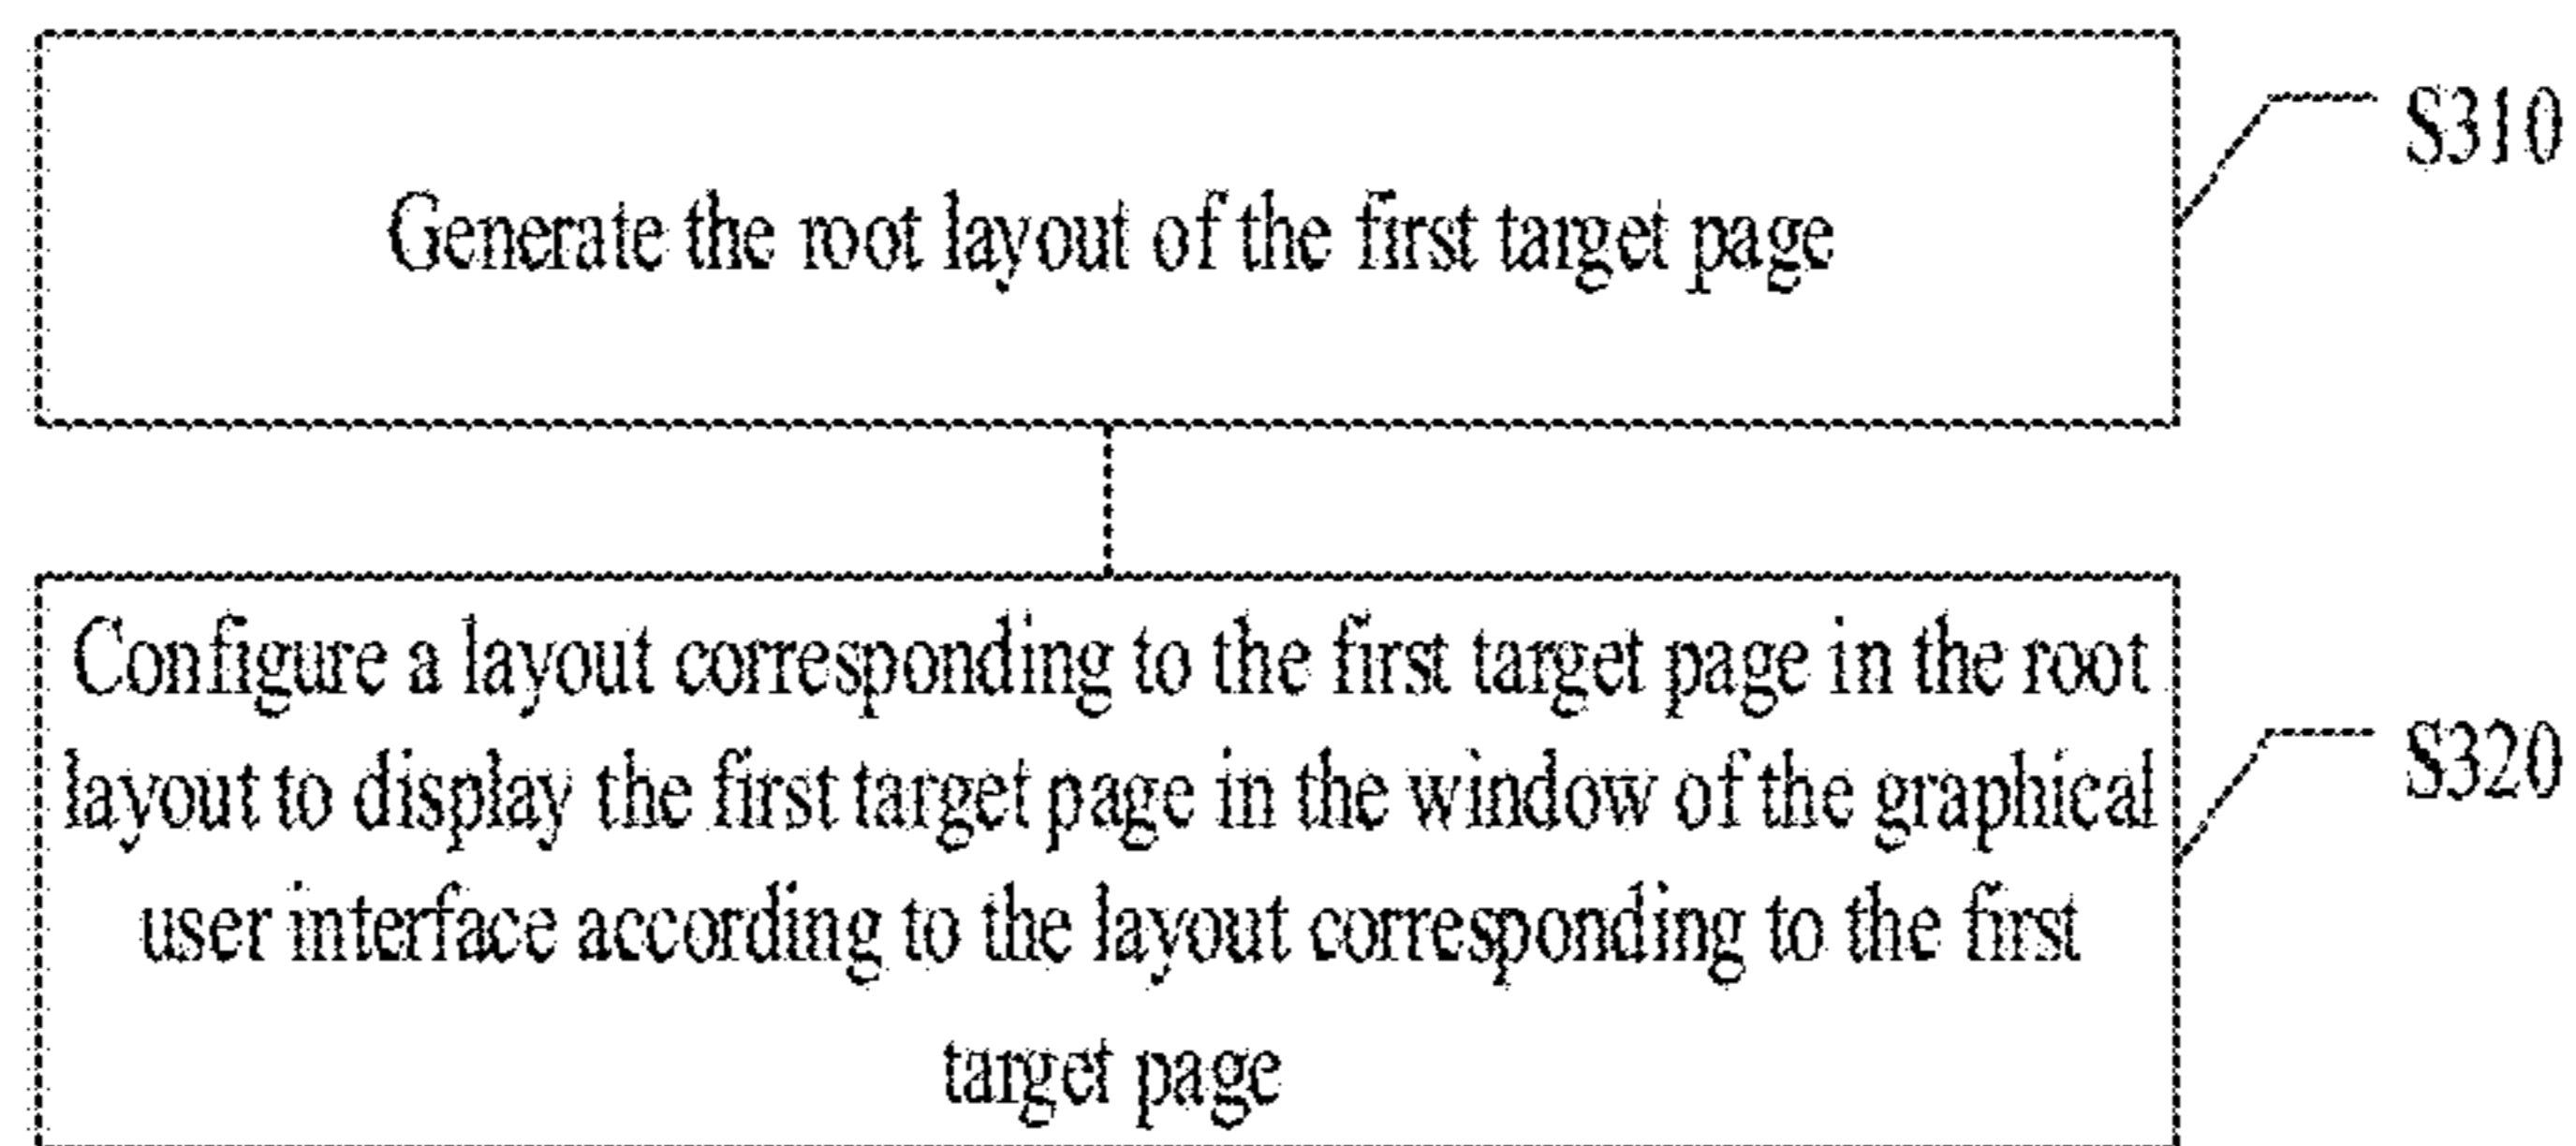 Generate the root layout of the first target page
S310
Configure a layout corresponding to the first target page in the root
layout to display the first target page in the window of the graphical
user interface according to the layout corresponding to the first
target page
S320